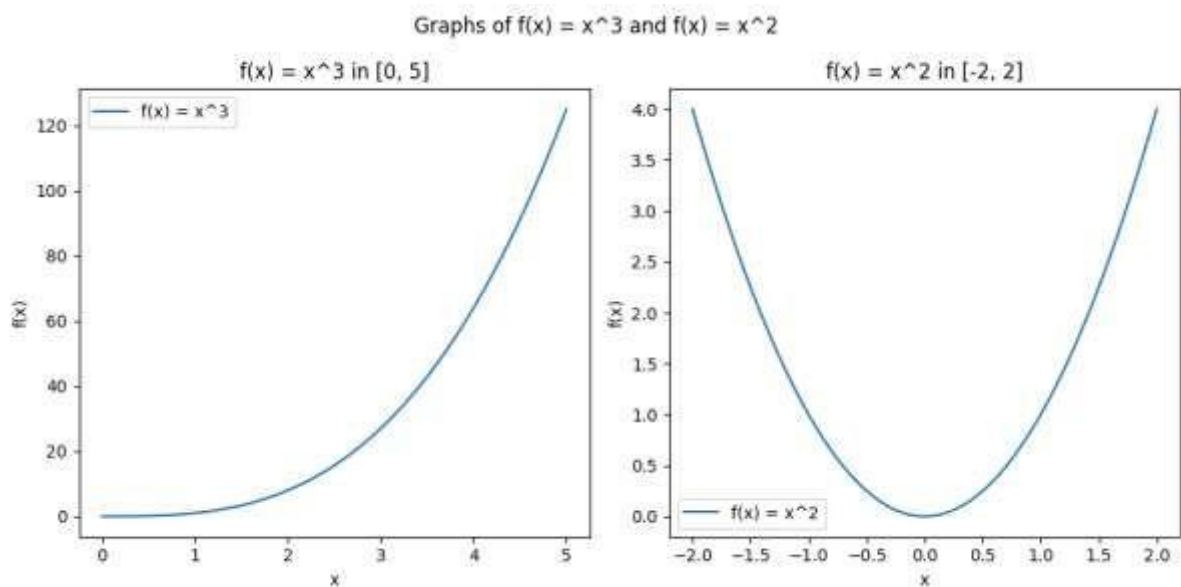 Graphs of f(x) = x^3 and f(x) = x^2
f(x) = x^3 in [0, 5]
f(x) = x^3
120
100
80
60
40
20
0
f(x)
0 1 2 3 4 5
x
f(x) = x^2 in [-2, 2]
4.0
3.5
3.0
2.5
2.0
1.5
1.0
0.5
0.0
f(x)
f(x) = x^2
−2.0 −1.5 −1.0 −0.5 0.0 0.5 1.0 1.5 2.0
x